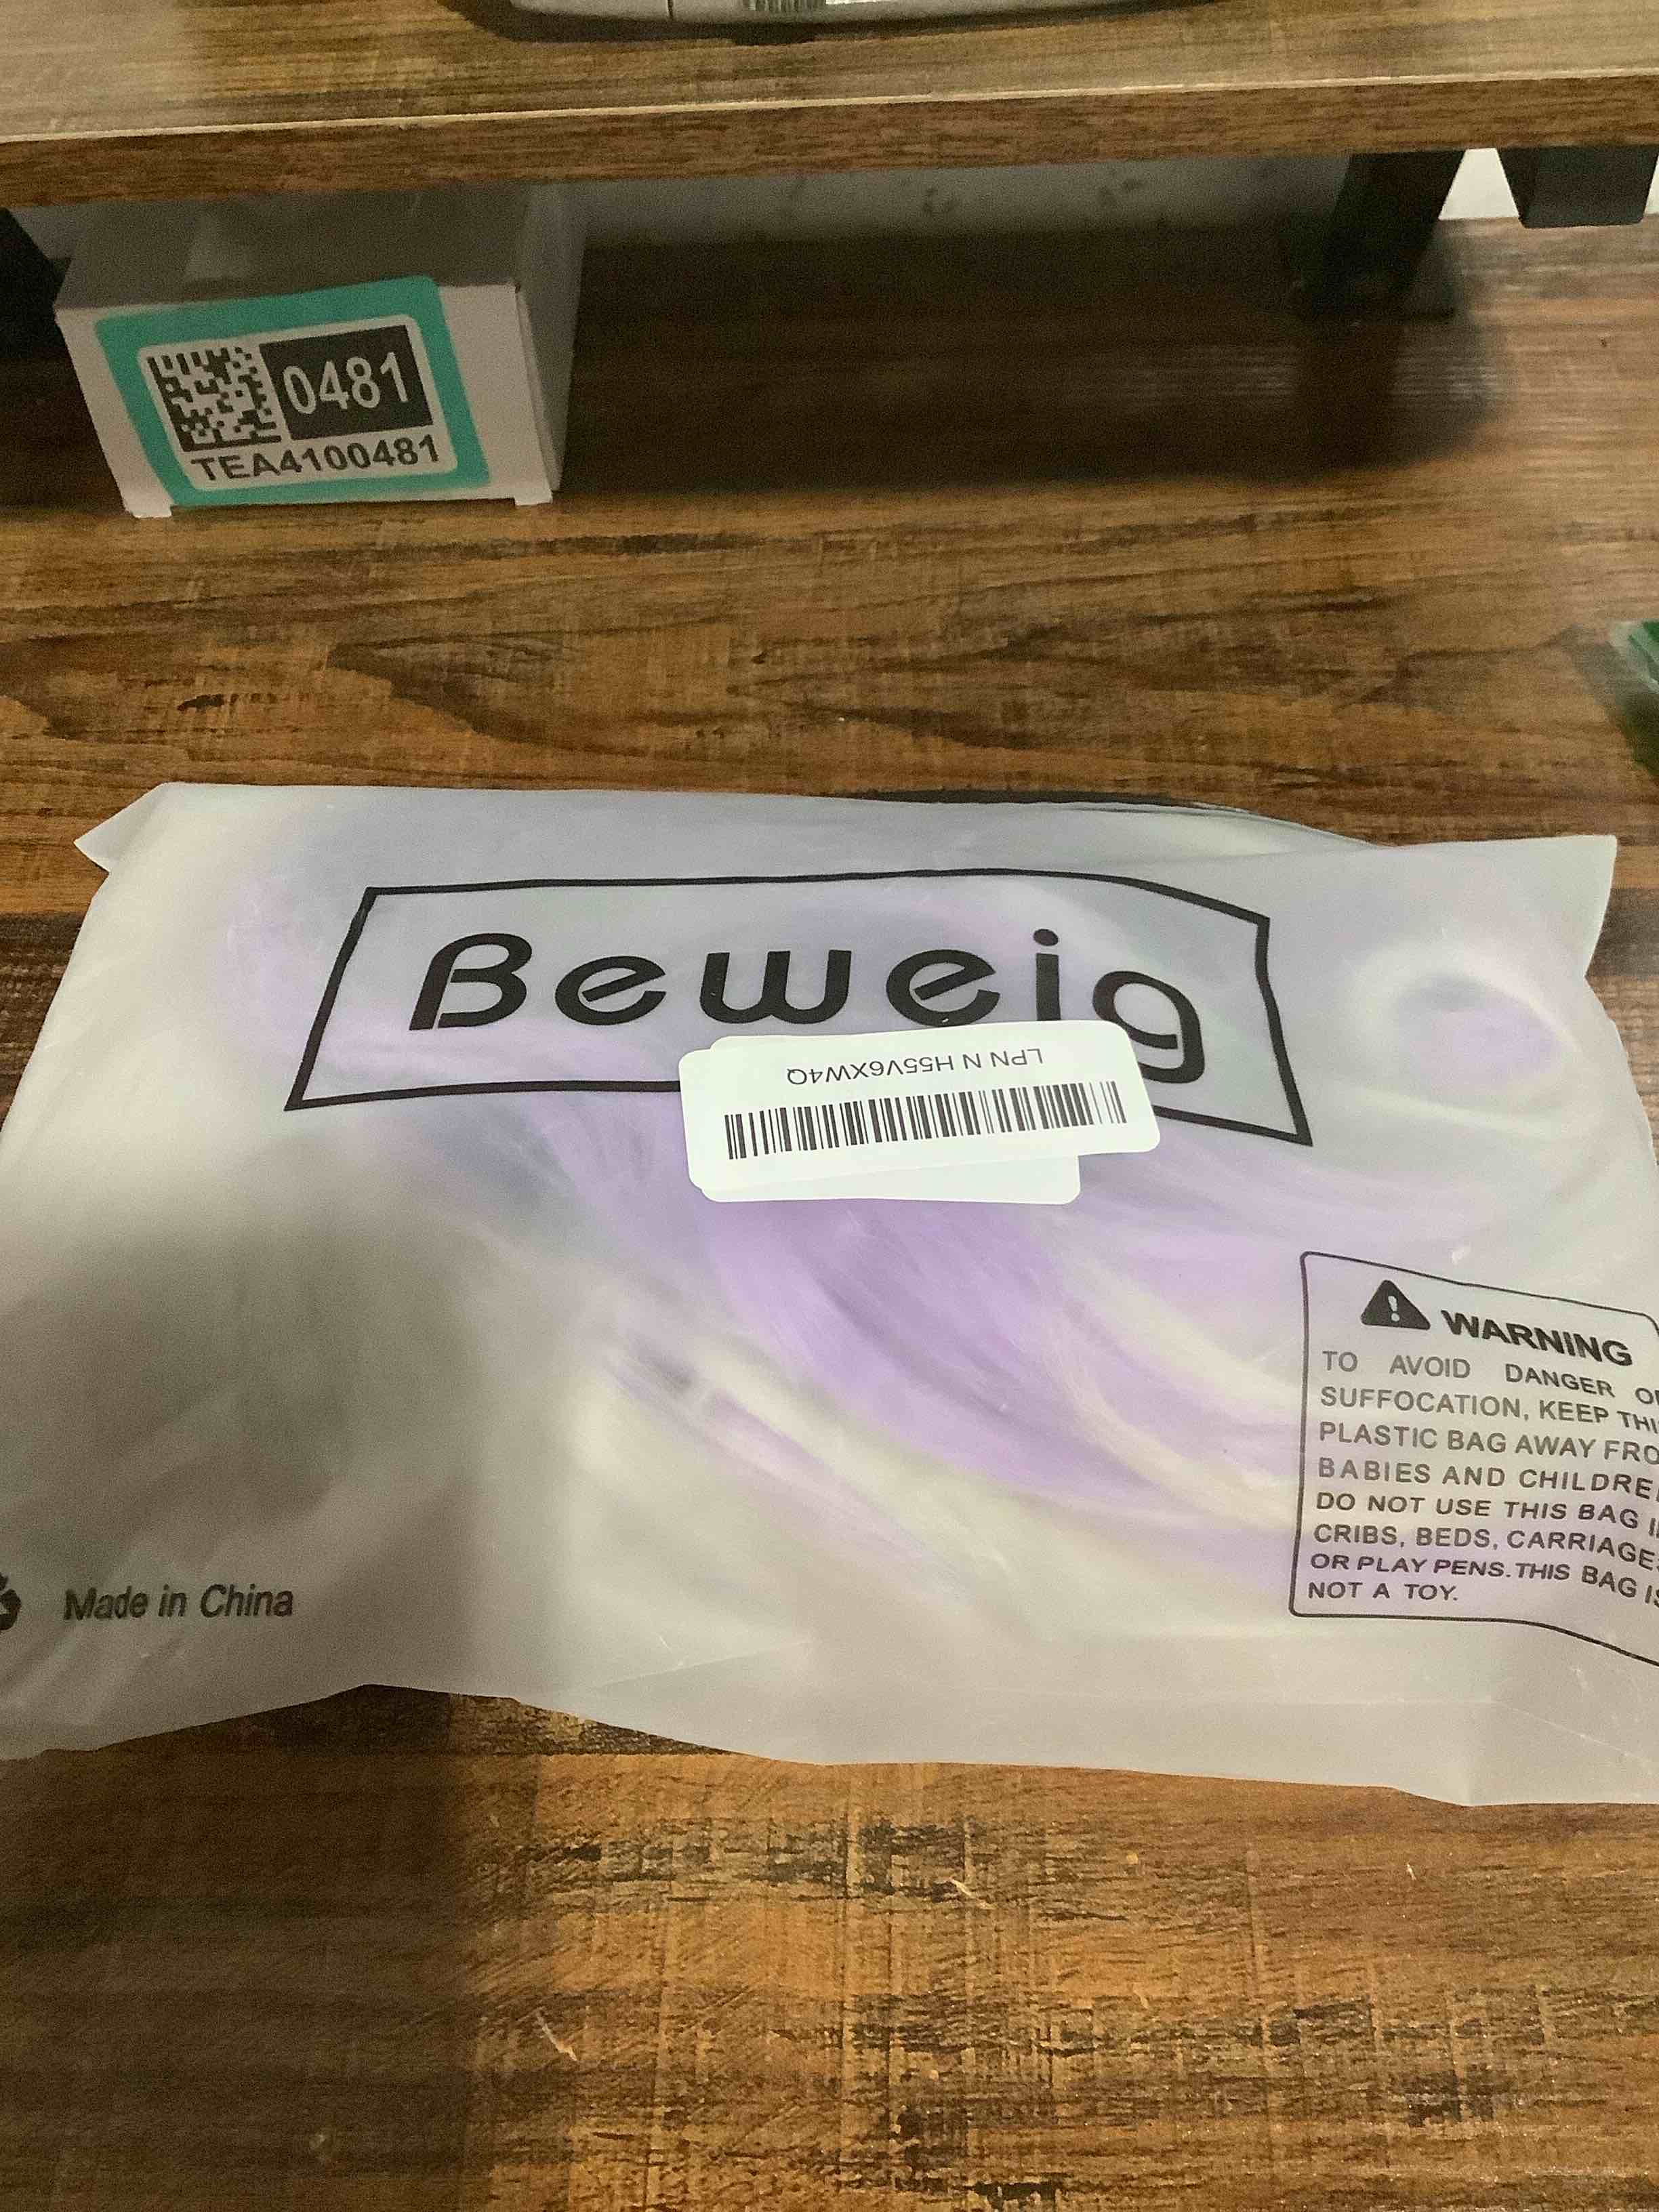 0481
TEA4100481
Beweig
LPN N H55V6XW4Q
WARNING
TO AVOID DANGER
SUFFOCATION, KEEP
PLASTIC BAG AWAY
BABIES AND
DO NOT USE THIS BAG
CRIBS, BEDS,
OR PLAY PENS. THIS BAG
NOT A TOY.
Made in China